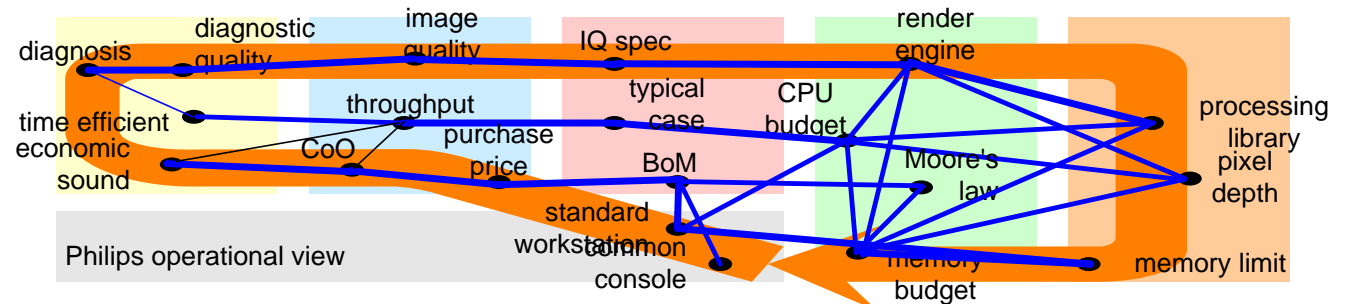 diagnosis
diagnostic
quality
image
quality
IQ spec
render
engine
time efficient
throughput
typical
case
CPU
budget
processing
library
economic
sound
CoO
purchase
price
BoM
Moore's
law
pixel
depth
standard
workstation
common
console
Philips operational view
memory
budget
memory limit